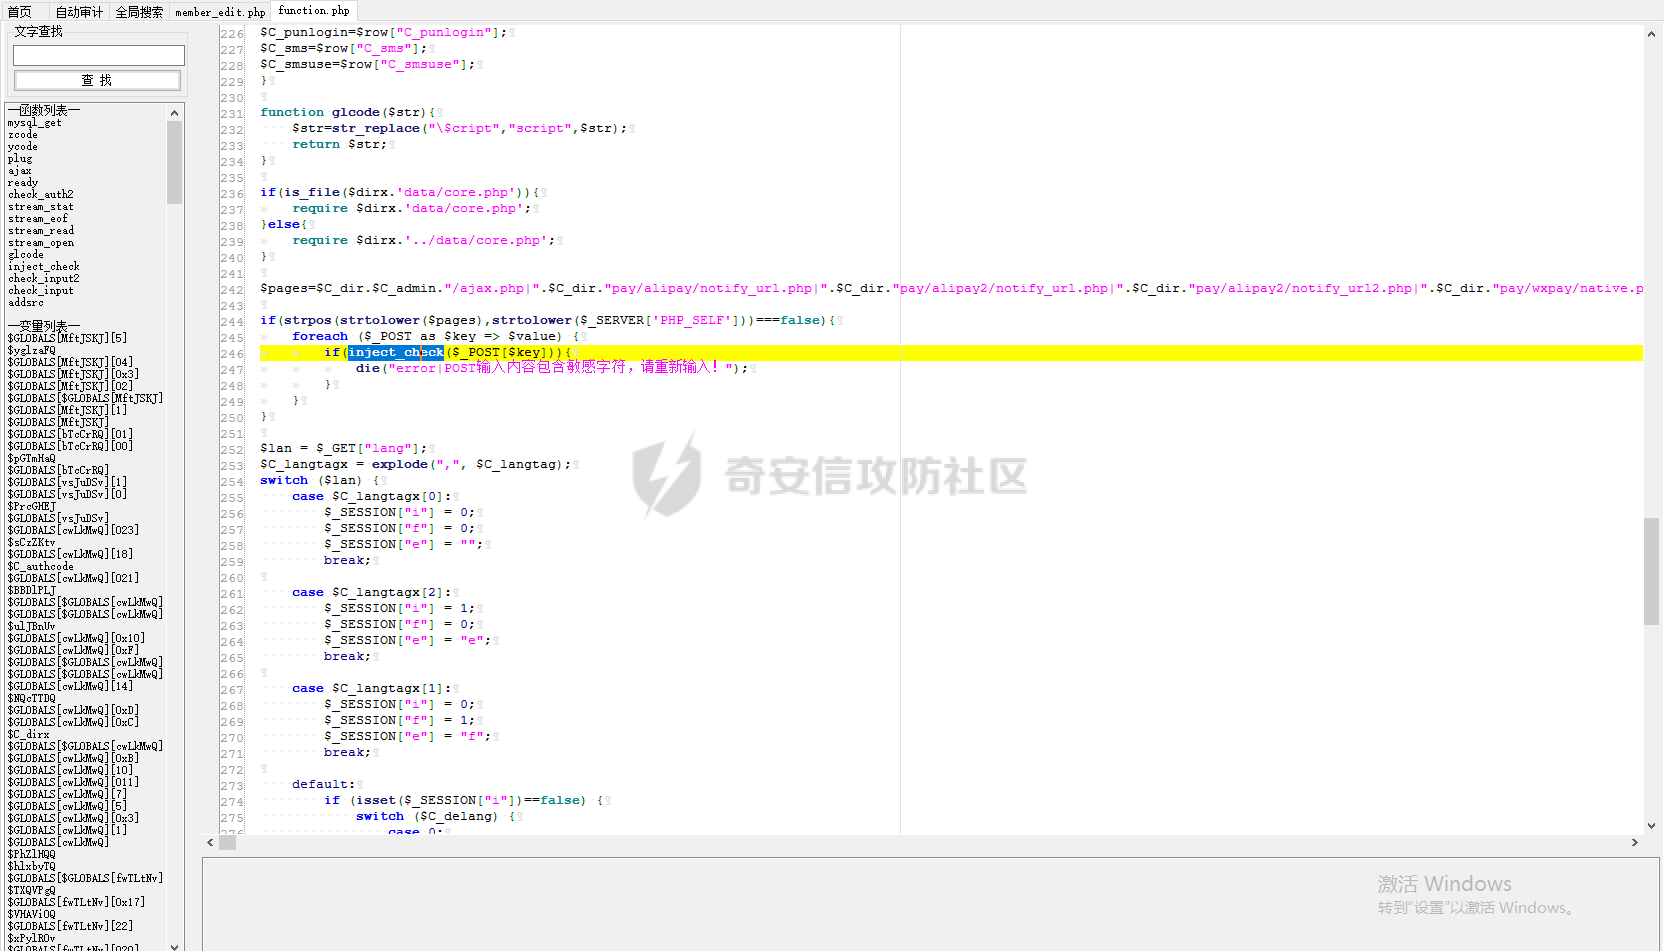 首页 自动审计 全局搜索 member_edit.php function.php
文字查找
查 找
—函数列表—
mysql_get
zcode
ycode
plug
ajax
ready
check_auth2
stream_stat
stream_eof
stream_read
stream_open
glcode
inject_check
check_input2
check_input
addsrc
—变量列表—
$GLOBALS[MftJSKJ][5]
$yglzaFQ
$GLOBALS[MftJSKJ][04]
$GLOBALS[MftJSKJ][0x3]
$GLOBALS[MftJSKJ][02]
$GLOBALS[$GLOBALS[MftJSKJ]
$GLOBALS[MftJSKJ][1]
$GLOBALS[MftJSKJ]
$GLOBALS[bTcCrRQ][01]
$GLOBALS[bTcCrRQ][00]
$pGTmHaQ
$GLOBALS[bTcCrRQ]
$GLOBALS[vsJuDSv][1]
$GLOBALS[vsJuDSv][0]
$PrcGHEJ
$GLOBALS[vsJuDSv]
$GLOBALS[cwLkMwQ][023]
$sCzZKtv
$GLOBALS[cwLkMwQ][18]
$C_authcode
$GLOBALS[cwLkMwQ][021]
$BBDlPLJ
$GLOBALS[$GLOBALS[cwLkMwQ]
$GLOBALS[$GLOBALS[cwLkMwQ]
$ulJBnUv
$GLOBALS[cwLkMwQ][0x10]
$GLOBALS[cwLkMwQ][0xF]
$GLOBALS[$GLOBALS[cwLkMwQ]
$GLOBALS[$GLOBALS[cwLkMwQ]
$GLOBALS[cwLkMwQ][14]
$NQcTTDQ
$GLOBALS[cwLkMwQ][0xD]
$GLOBALS[cwLkMwQ][0xC]
$C_dirx
$GLOBALS[$GLOBALS[cwLkMwQ]
$GLOBALS[cwLkMwQ][0xB]
$GLOBALS[cwLkMwQ][10]
$GLOBALS[cwLkMwQ][011]
$GLOBALS[cwLkMwQ][7]
$GLOBALS[cwLkMwQ][5]
$GLOBALS[cwLkMwQ][0x3]
$GLOBALS[cwLkMwQ][1]
$GLOBALS[cwLkMwQ]
$PhZlHQQ
$hlxbyTQ
$GLOBALS[$GLOBALS[fwTLtNv]
$TXQVPgQ
$GLOBALS[fwTLtNv][0x17]
$VHAViOQ
$GLOBALS[fwTLtNv][22]
$xPylROv
$GLOBALS[fwTLtNv][020]
226 $C_punlogin=$row["C_punlogin"];
227 $C_sms=$row["C_sms"];
228 $C_smsuse=$row["C_smsuse"];
229 }
230
231 function glcode($str){
232 $str=str_replace("\$cript","script",$str);
233 return $str;
234 }
235
236 if(is_file($dirx.'data/core.php')){
237 require $dirx.'data/core.php';
238 }else{
239 require $dirx.'../data/core.php';
240 }
241
242 $pages=$C_dir.$C_admin."/ajax.php|".$C_dir."pay/alipay/notify_url.php|".$C_dir."pay/alipay2/notify_url.php|".$C_dir."pay/alipay2/notify_url2.php|".$C_dir."pay/wxpay/native.p
243
244 if(strpos(strtolower($pages),strtolower($_SERVER['PHP_SELF']))===false){
245 foreach ($_POST as $key => $value) {
246 if(inject_check($_POST[$key])){
247 die("error|POST输入内容包含敏感字符，请重新输入！");
248 }
249 }
250 }
251
252 $lan = $_GET["lang"];
253 $C_langtagx = explode(",", $C_langtag);
254 switch ($lan) {
255 case $C_langtagx[0]:
256 $_SESSION["i"] = 0;
257 $_SESSION["f"] = 0;
258 $_SESSION["e"] = "";
259 break;
260
261 case $C_langtagx[2]:
262 $_SESSION["i"] = 1;
263 $_SESSION["f"] = 0;
264 $_SESSION["e"] = "e";
265 break;
266
267 case $C_langtagx[1]:
268 $_SESSION["i"] = 0;
269 $_SESSION["f"] = 1;
270 $_SESSION["e"] = "f";
271 break;
272
273 default:
274 if (isset($_SESSION["i"])==false) {
275 switch ($C_delang) {
276 case 0:
奇安信攻防社区
激活 Windows
转到“设置”以激活 Windows。